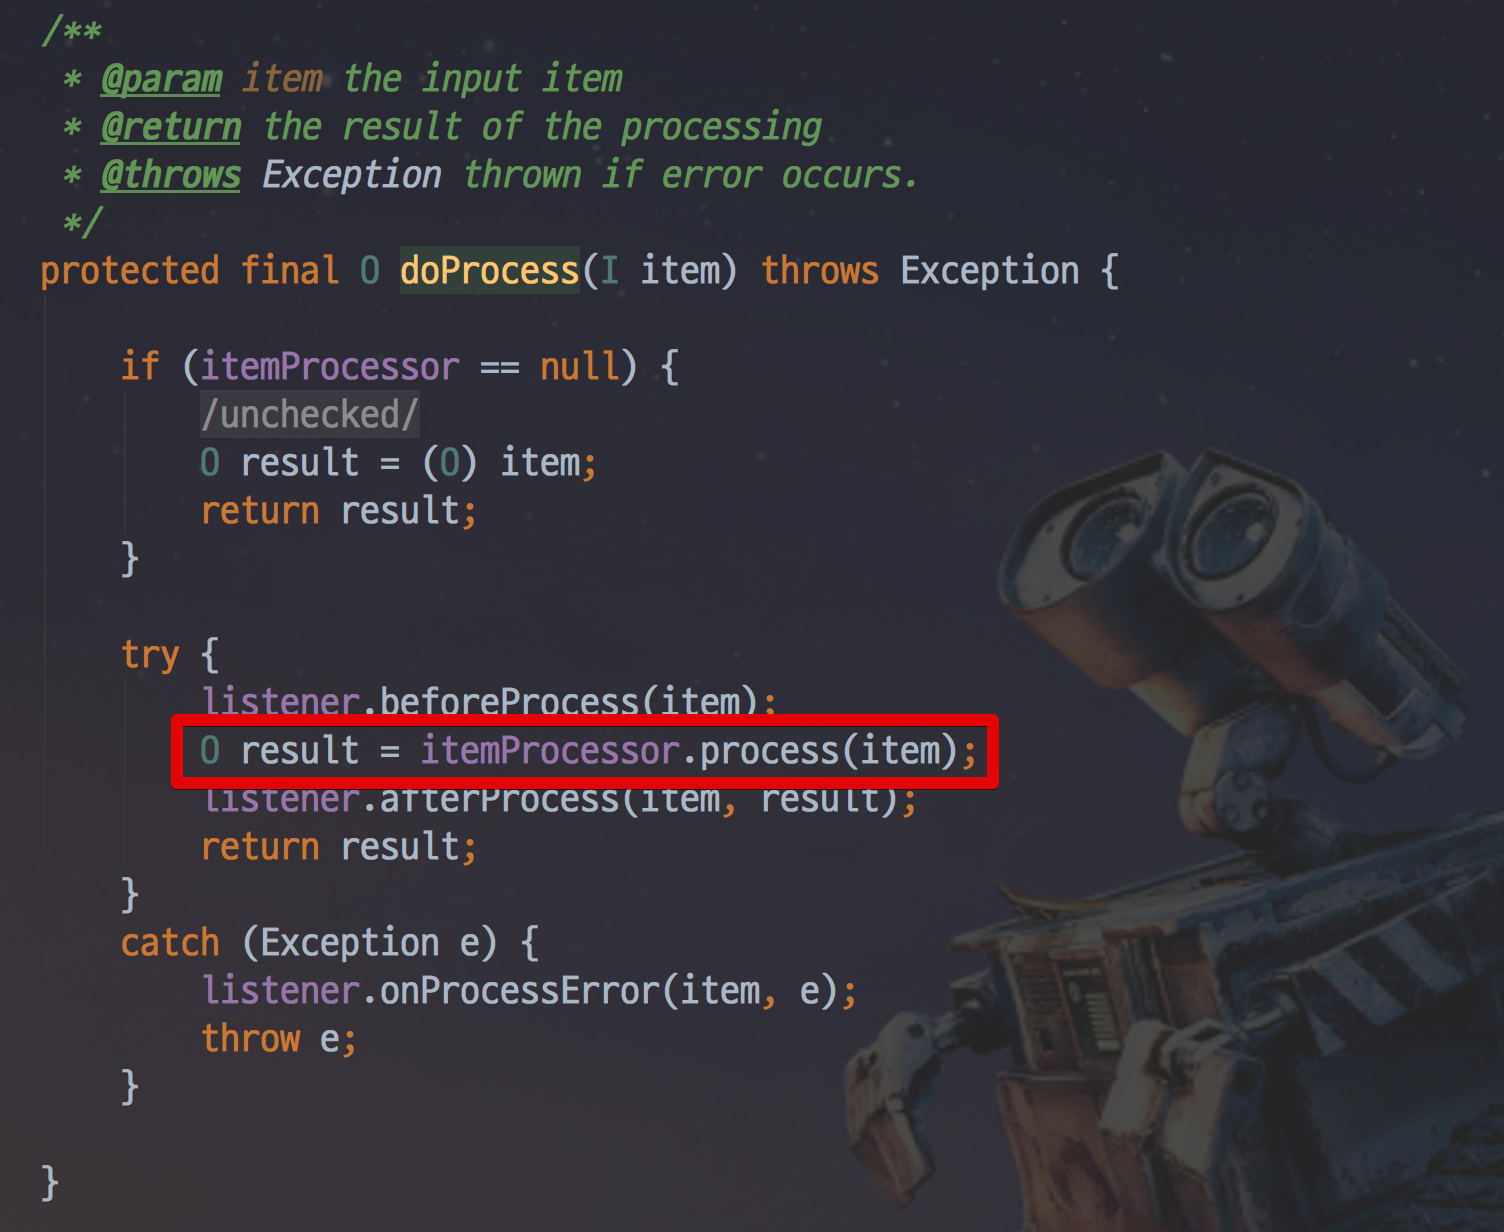 /**
 * @param item the input item
 * @return the result of the processing
 * @throws Exception thrown if error occurs.
 */
protected final O doProcess(I item) throws Exception {

    if (itemProcessor == null) {
        /unchecked/
        O result = (O) item;
        return result;
    }

    try {
        listener.beforeProcess(item);
        O result = itemProcessor.process(item);
        listener.afterProcess(item, result);
        return result;
    }
    catch (Exception e) {
        listener.onProcessError(item, e);
        throw e;
    }

}